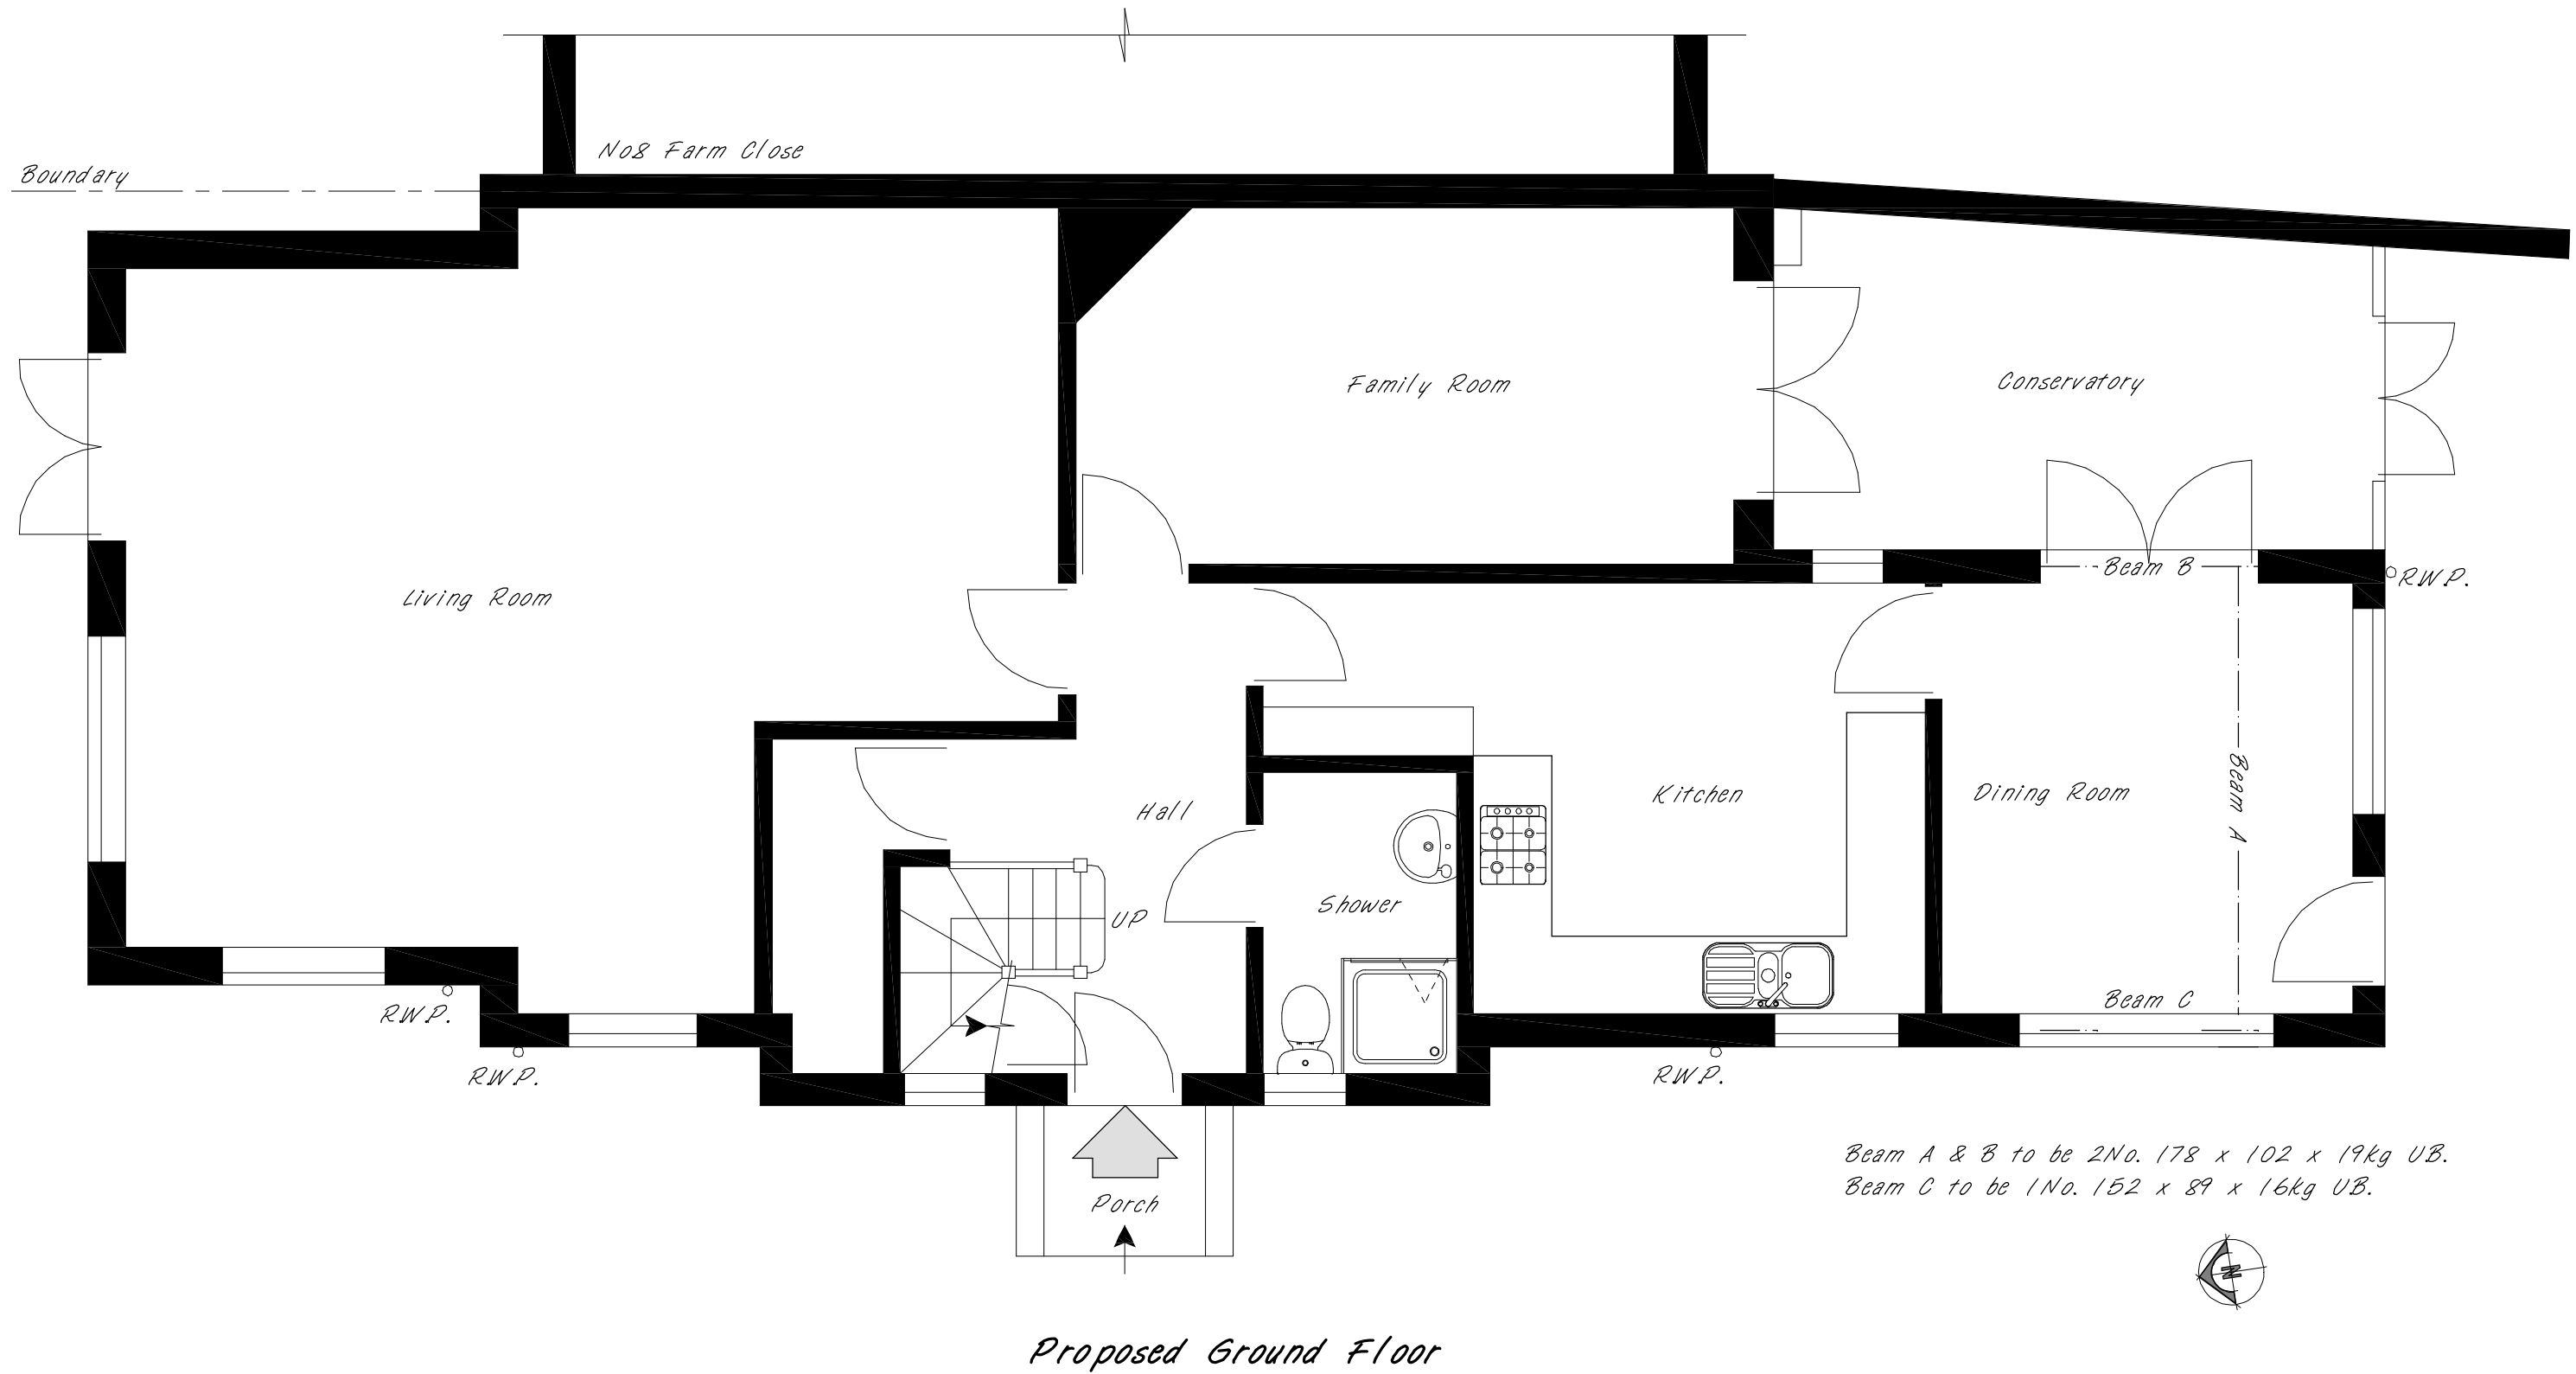 No8 Farm Close
Boundary
Family Room
Conservatory
Beam B
R.W.P.
Living Room
Beam A
Kitchen
Dining Room
Hall
Shower
UP
Beam C
R.W.P.
R.W.P.
R.W.P.
Beam A & B to be 2No. 178 x 102 x 19kg UB.
Beam C to be 1No. 152 x 89 x 16kg UB.
Porch
N
Proposed Ground Floor